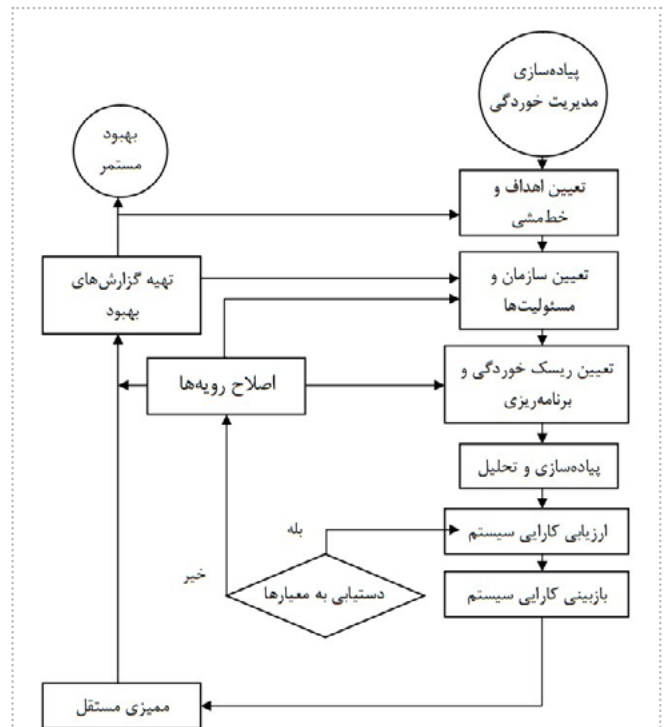 پیاده‌سازی
مدیریت خوردگی
بهبود
مستمر
تعیین اهداف و
خط‌مشی
تعیین سازمان و
مسئولیت‌ها
تهیه گزارش‌های
بهبود
تعیین ریسک خوردگی و
برنامه‌ریزی
اصلاح رویه‌ها
پیاده‌سازی و تحلیل
ارزیابی کارایی سیستم
بله
خیر
دستیابی به معیارها
بازبینی کارایی سیستم
ممیزی مستقل